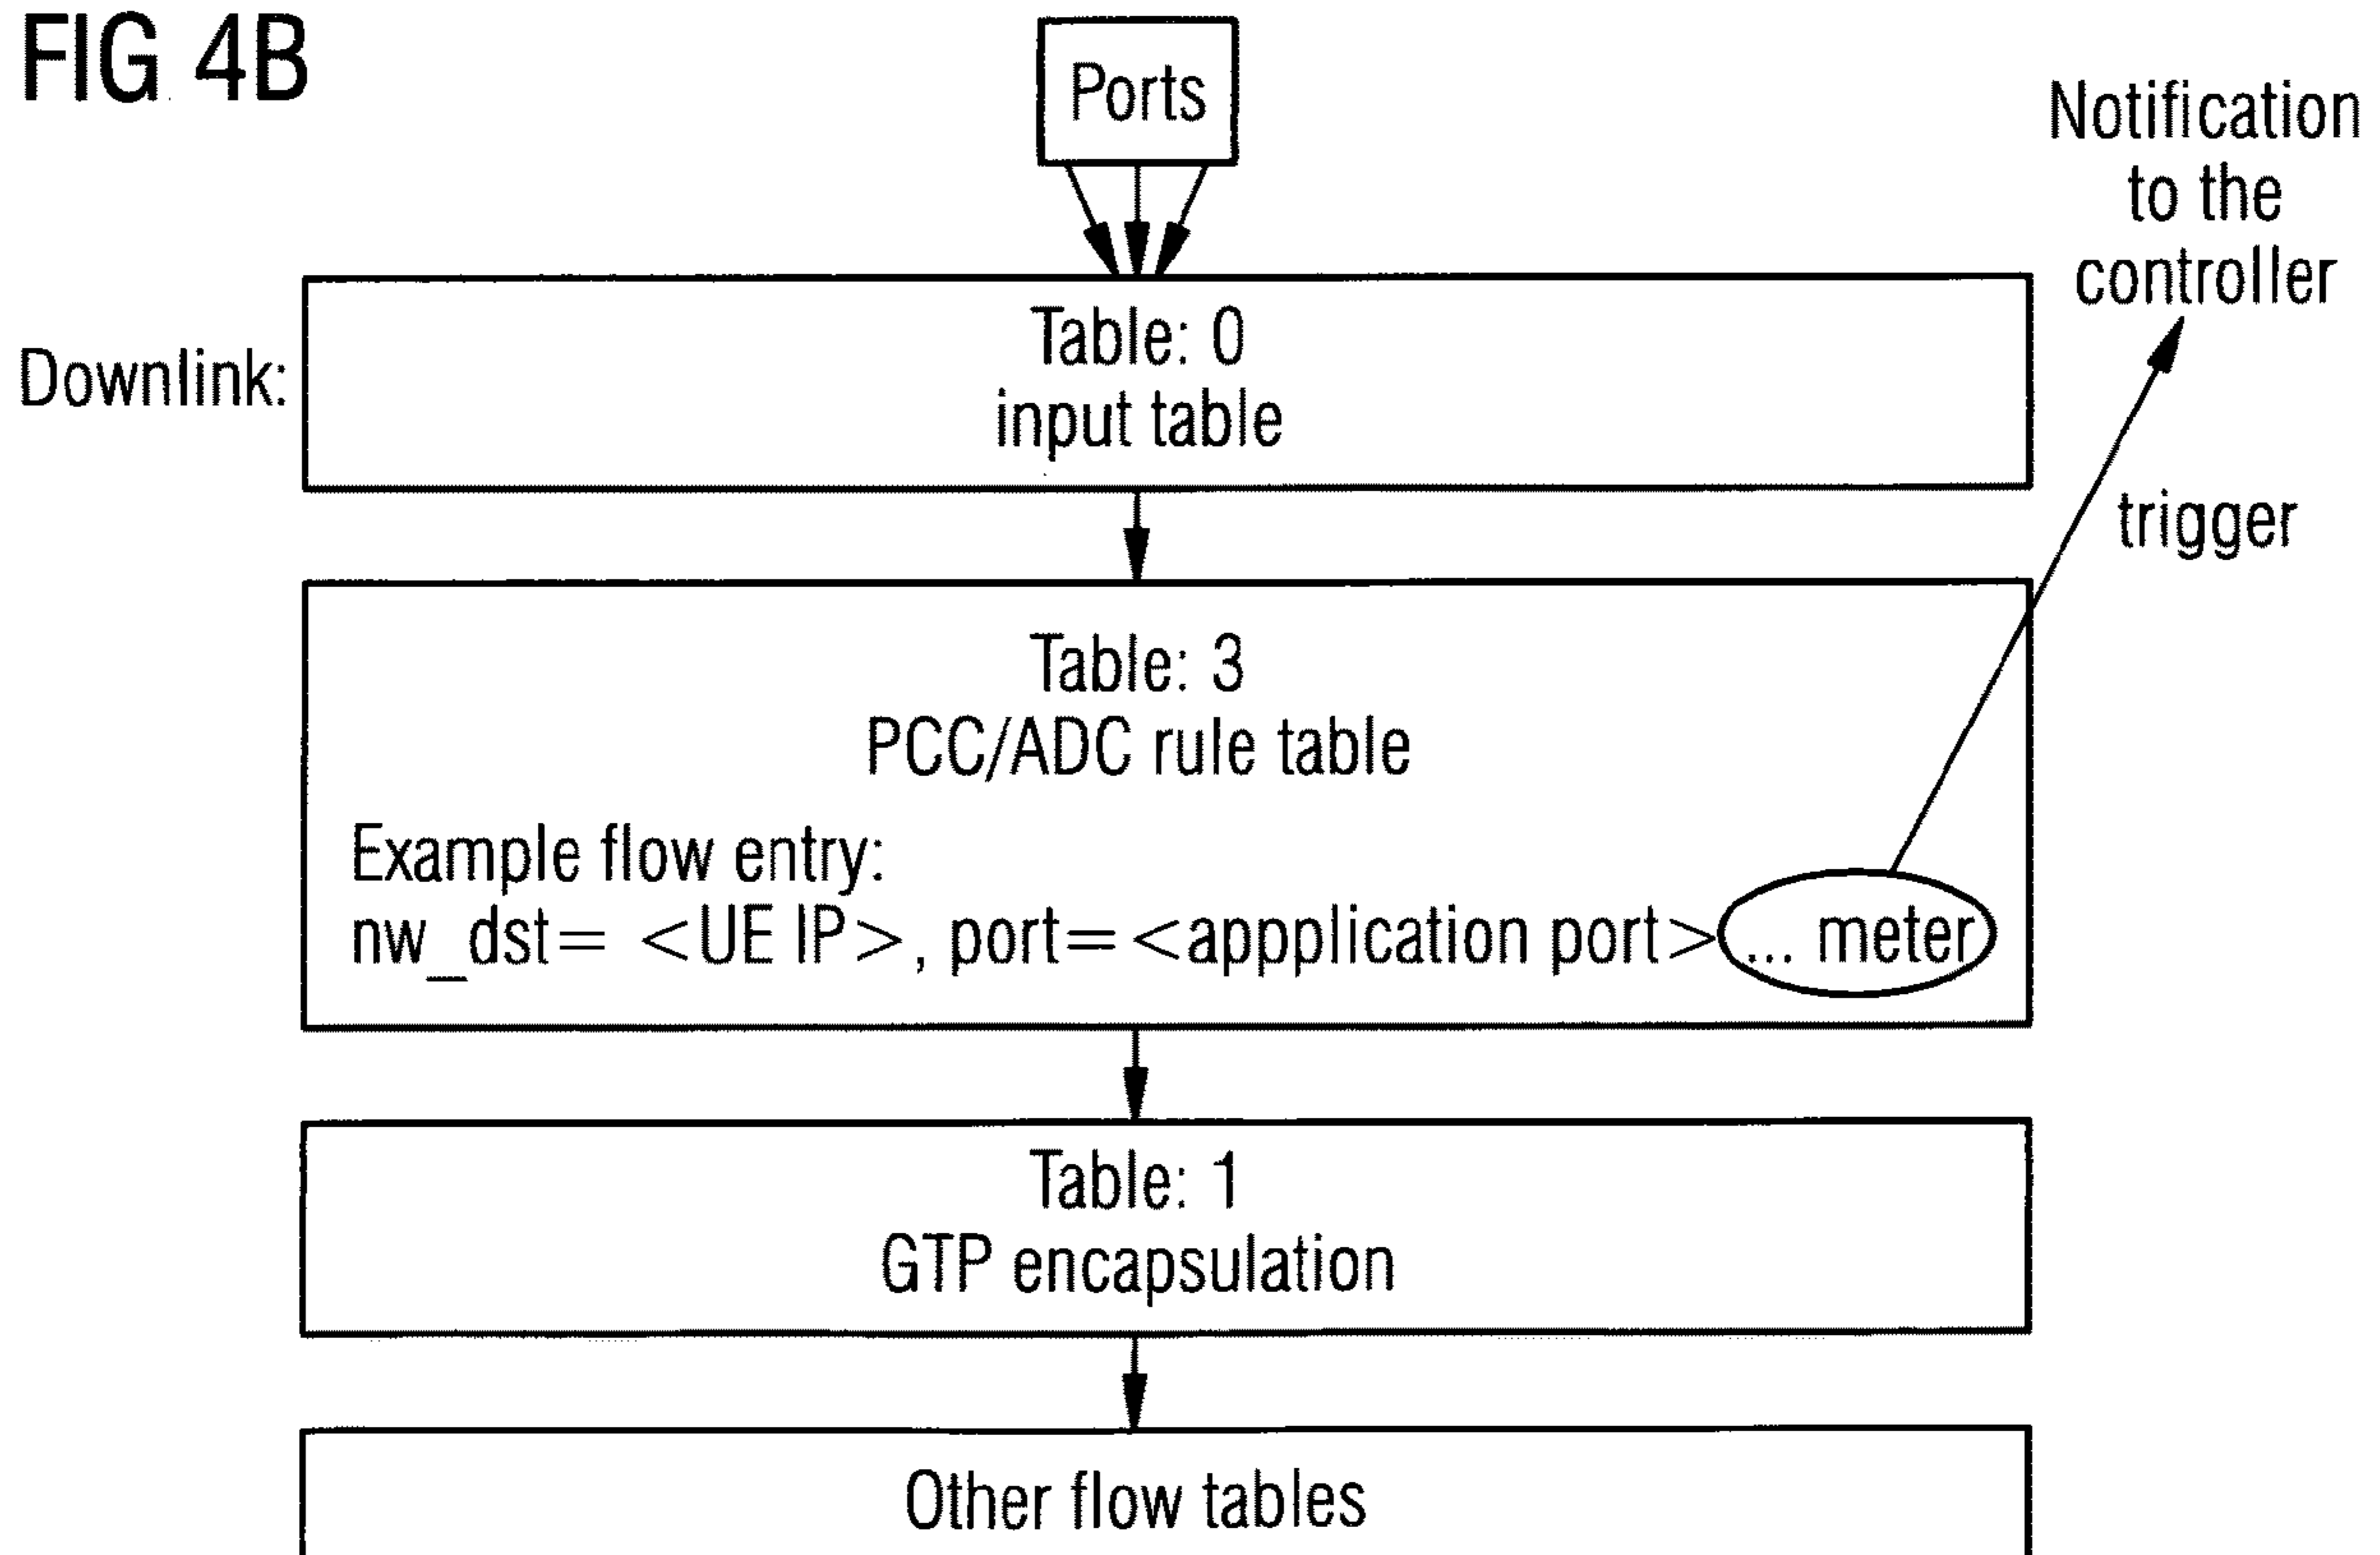 FIG 4B
Ports
Notification
to the
controller
Downlink:
Table: 0
input table
trigger
Table: 3
PCC/ADC rule table
Example flow entry:
nw_dst= <UE IP>, port=<appplication port>... meter
Table: 1
GTP encapsulation
Other flow tables